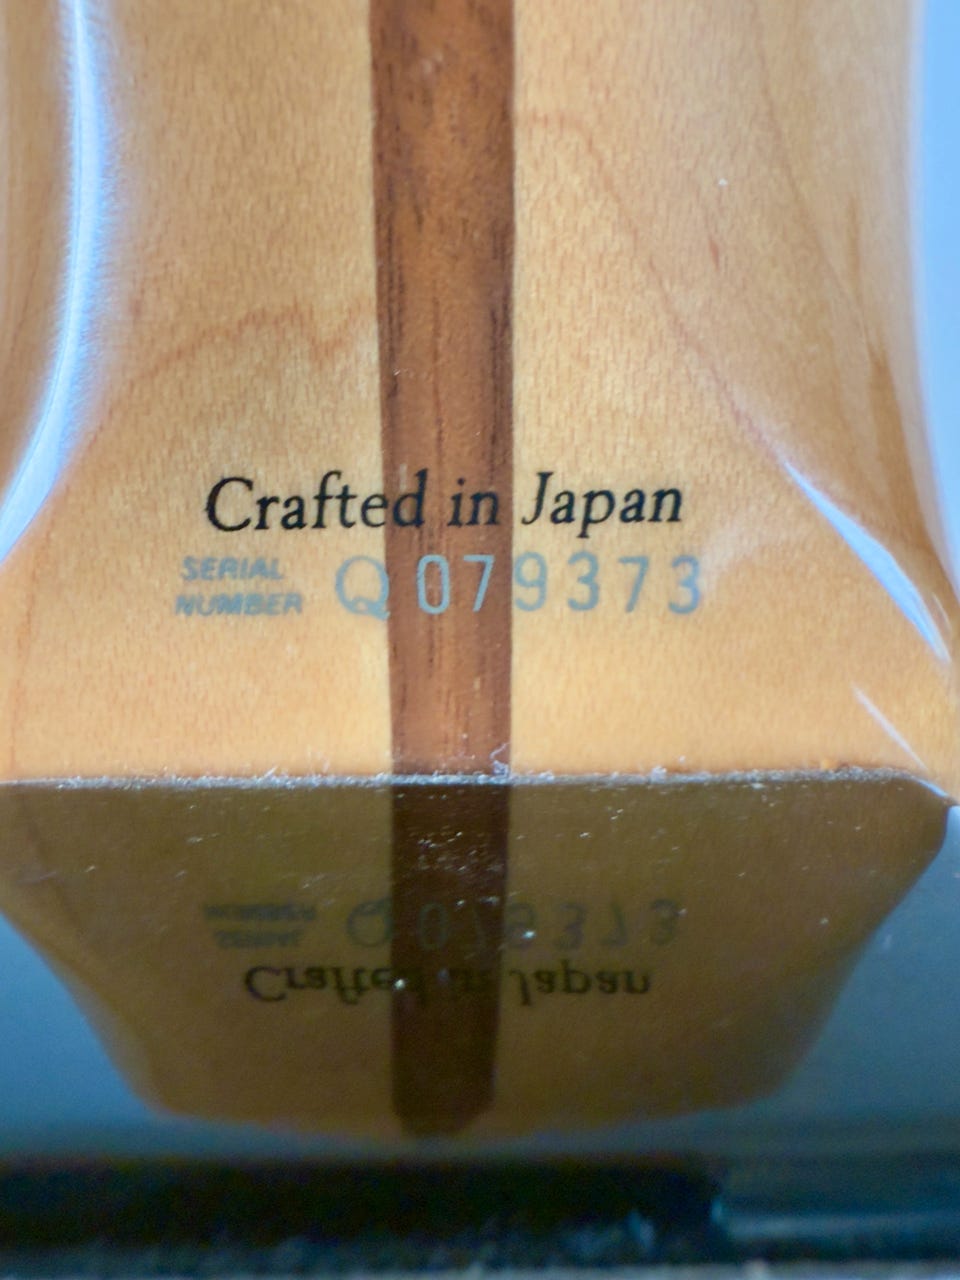 Crafted in Japan
SERIAL
NUMBER Q079373